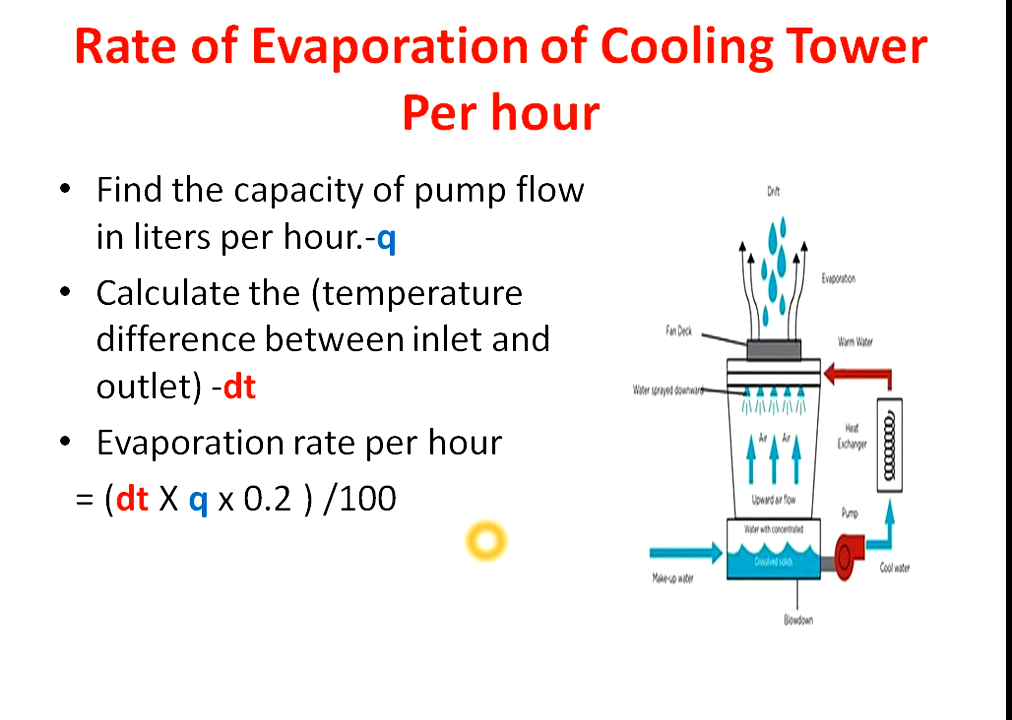 Rate of Evaporation of Cooling Tower
Per hour
• Find the capacity of pump flow
in liters per hour.-q
• Calculate the (temperature
difference between inlet and
outlet) -dt
• Evaporation rate per hour
= (dt X q x 0.2 ) /100
Drift
Evaporation
Fan Deck
Warm Water
Water sprayed downward
Heat
Exchanger
Air Air
Upward air flow
Pump
Water with concentrated
Dissolved solids
Cool water
Make-up water
Blowdown